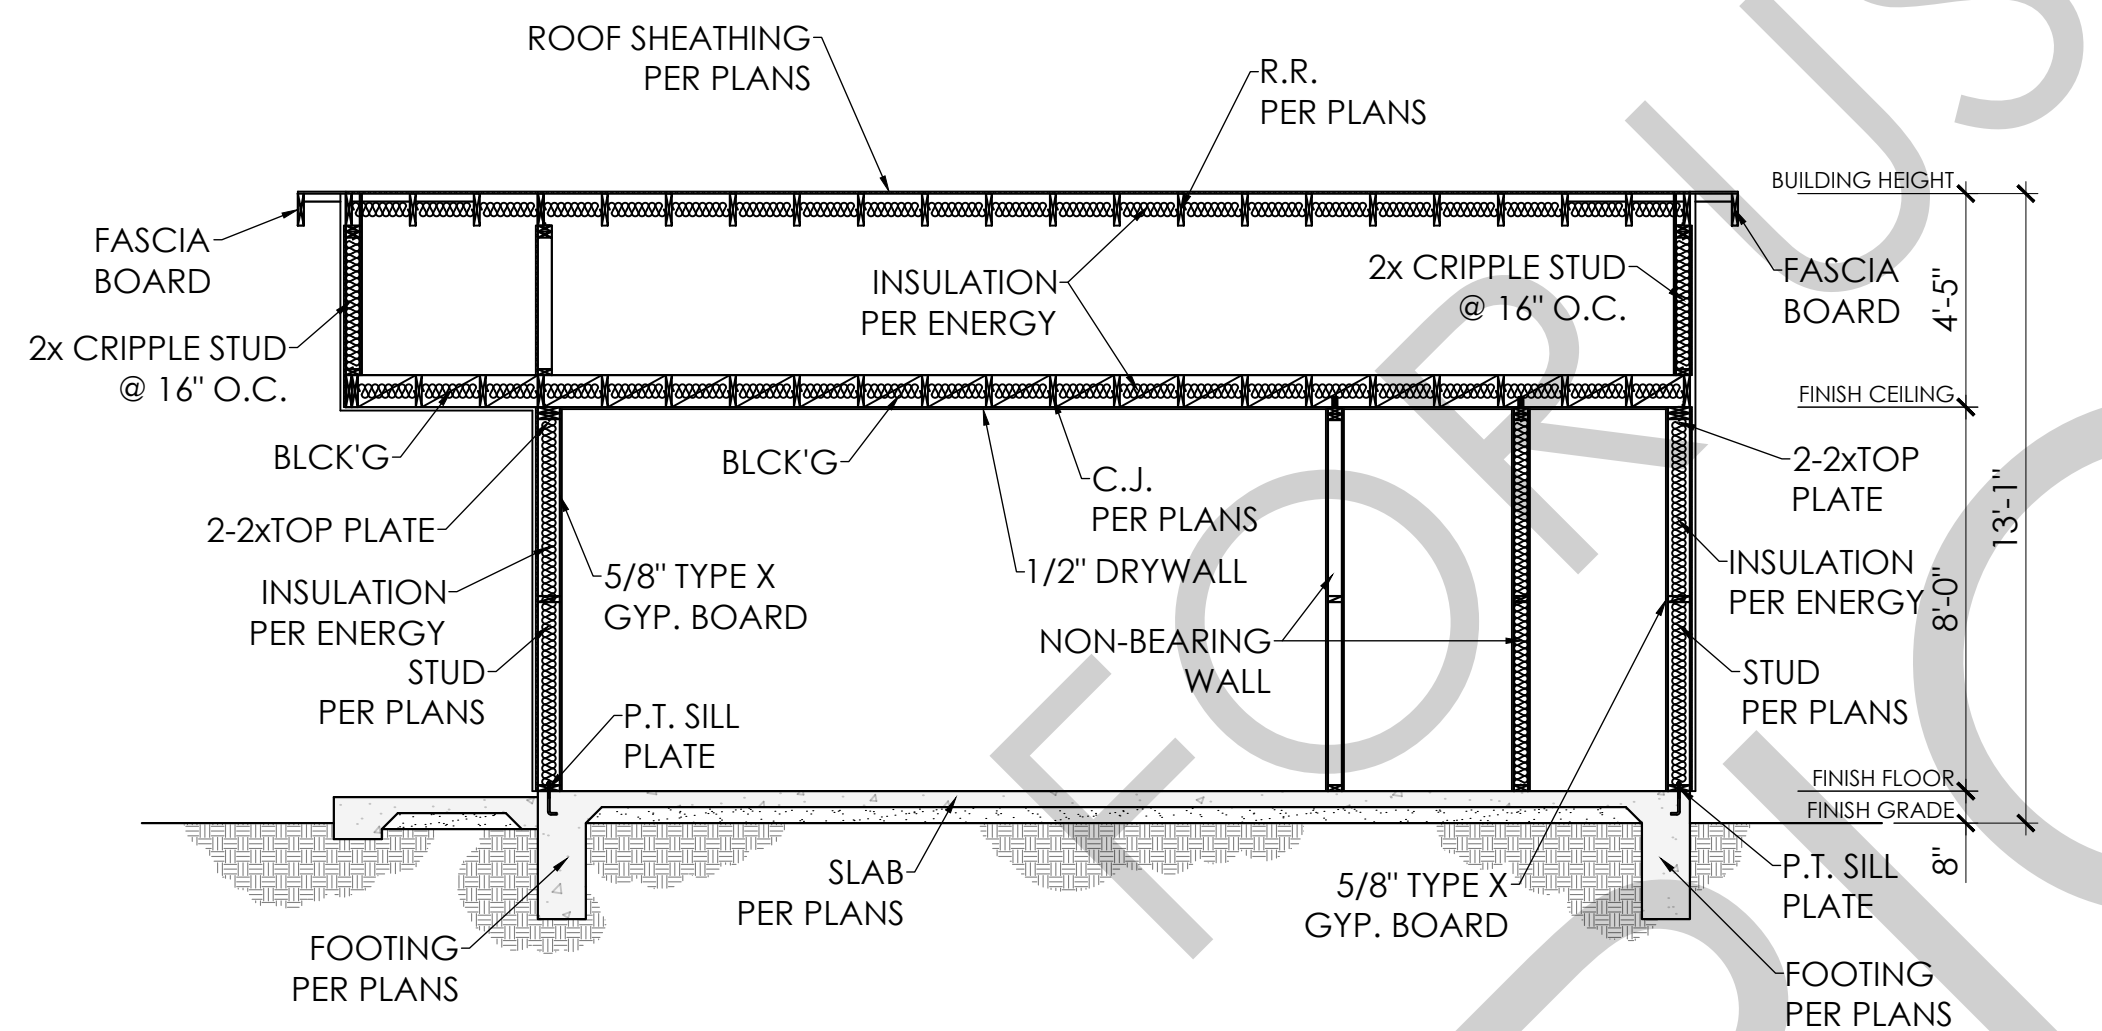 ROOF SHEATHING
PER PLANS
R.R.
PER PLANS
BUILDING HEIGHT
FASCIA
BOARD
INSULATION
PER ENERGY
2x CRIPPLE STUD
@ 16" O.C.
FASCIA
BOARD
4'-5"
2x CRIPPLE STUD
@ 16" O.C.
FINISH CEILING
BLCK'G
BLCK'G
C.J.
PER PLANS
2-2xTOP
PLATE
13'-1"
2-2xTOP PLATE
1/2" DRYWALL
5/8" TYPE X
GYP. BOARD
INSULATION
PER ENERGY
INSULATION
PER ENERGY
8'-0"
NON-BEARING
WALL
STUD
PER PLANS
STUD
PER PLANS
P.T. SILL
PLATE
FINISH FLOOR
FINISH GRADE
8"
SLAB
PER PLANS
5/8" TYPE X
GYP. BOARD
P.T. SILL
PLATE
FOOTING
PER PLANS
FOOTING
PER PLANS
FOR US